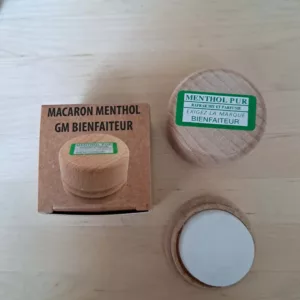 MACARON MENTHOL
GM BIENFAITEUR
MENTHOL PUR
EXIGEZ LA MARQUE
BIENFAITEUR